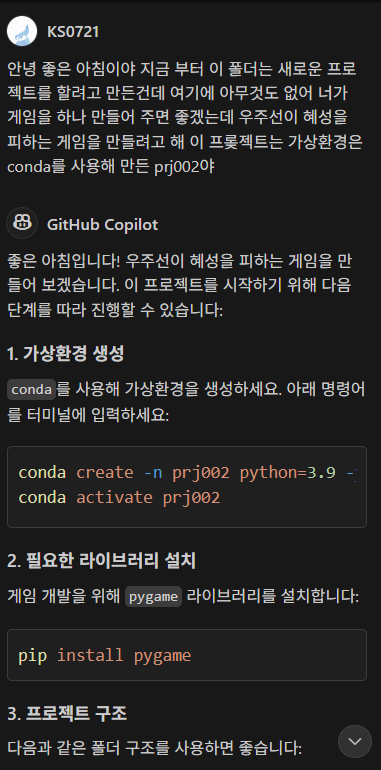 KS0721
안녕 좋은 아침이야 지금 부터 이 폴더는 새로운 프로
젝트를 할려고 만든건데 여기에 아무것도 없어 너가
게임을 하나 만들어 주면 좋겠는데 우주선이 혜성을
피하는 게임을 만들려고 해 이 프롲젝트는 가상환경은
conda를 사용해 만든 prj002야
GitHub Copilot
좋은 아침입니다! 우주선이 혜성을 피하는 게임을 만
들어 보겠습니다. 이 프로젝트를 시작하기 위해 다음
단계를 따라 진행할 수 있습니다:
1. 가상환경 생성
conda를 사용해 가상환경을 생성하세요. 아래 명령어
를 터미널에 입력하세요:
conda create -n prj002 python=3.9 -
conda activate prj002
2. 필요한 라이브러리 설치
게임 개발을 위해 pygame 라이브러리를 설치합니다:
pip install pygame
3. 프로젝트 구조
다음과 같은 폴더 구조를 사용하면 좋습니다: